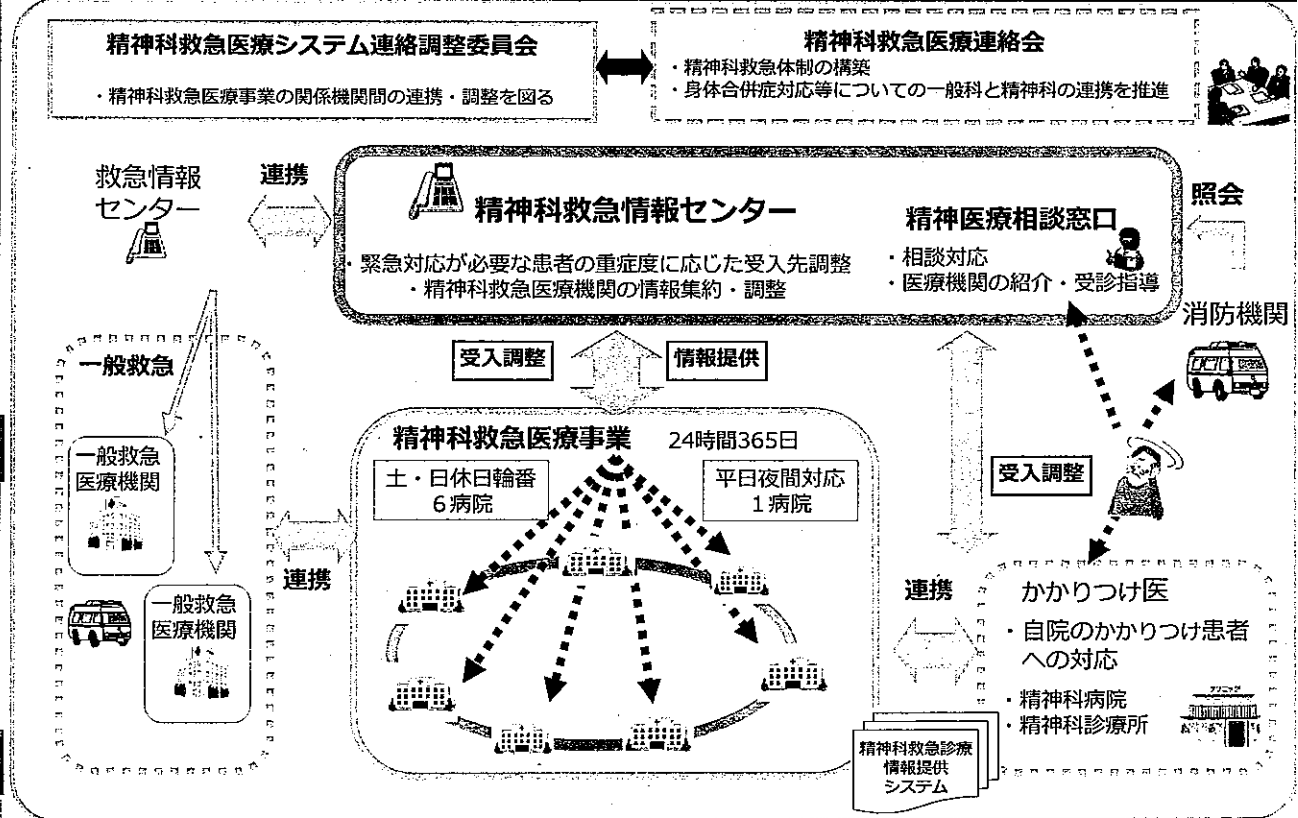 精神科救急医療システム連絡調整委員会
・精神科救急医療事業の関係機関間の連携・調整を図る
精神科救急医療連絡会
・精神科救急体制の構築
・身体合併症対応等についての一般科と精神科の連携を推進
救急情報
センター
連携
精神科救急情報センター
・緊急対応が必要な患者の重症度に応じた受入先調整
・精神科救急医療機関の情報集約・調整
精神医療相談窓口
・相談対応
・医療機関の紹介・受診指導
照会
消防機関
受入調整
情報提供
一般救急
一般救急
医療機関
一般救急
医療機関
連携
精神科救急医療事業
24時間365日
土・日休日輪番
6病院
平日夜間対応
1病院
受入調整
連携
かかりつけ医
・自院のかかりつけ患者
への対応
・精神科病院
・精神科診療所
クリニック
精神科救急診療
情報提供
システム